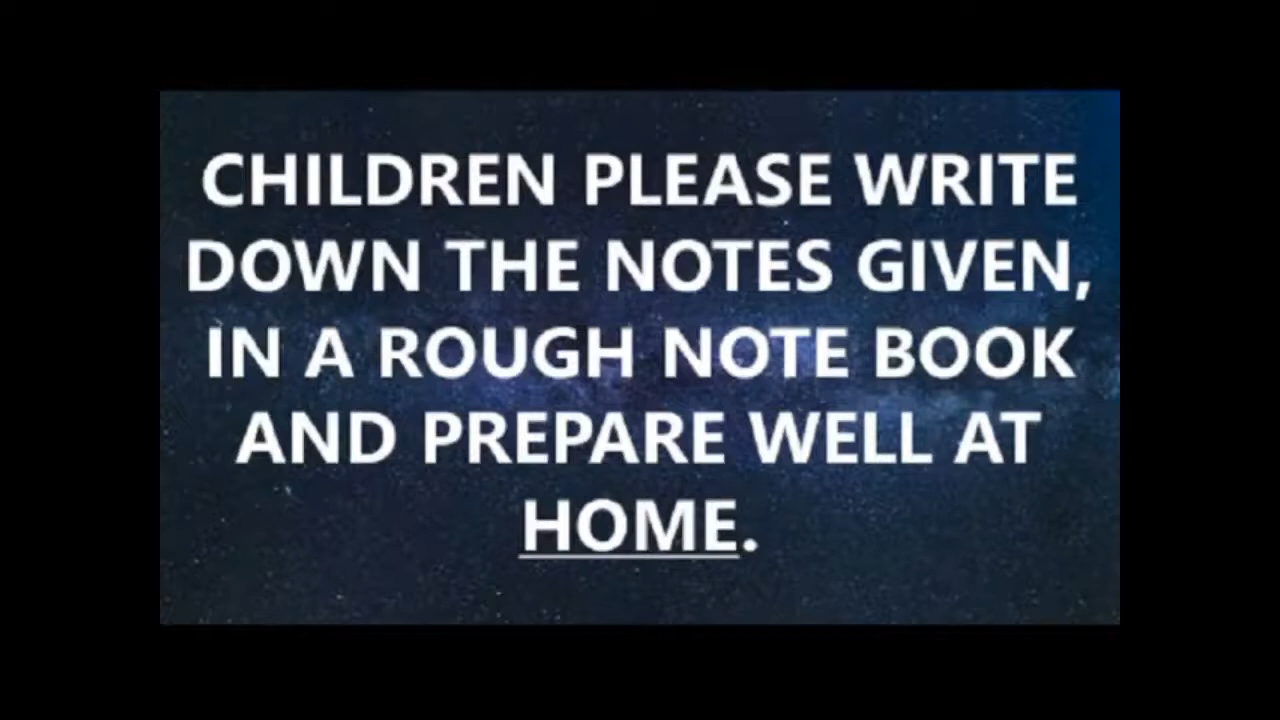 CHILDREN PLEASE WRITE
DOWN THE NOTES GIVEN,
IN A ROUGH NOTE BOOK
AND PREPARE WELL AT
HOME.